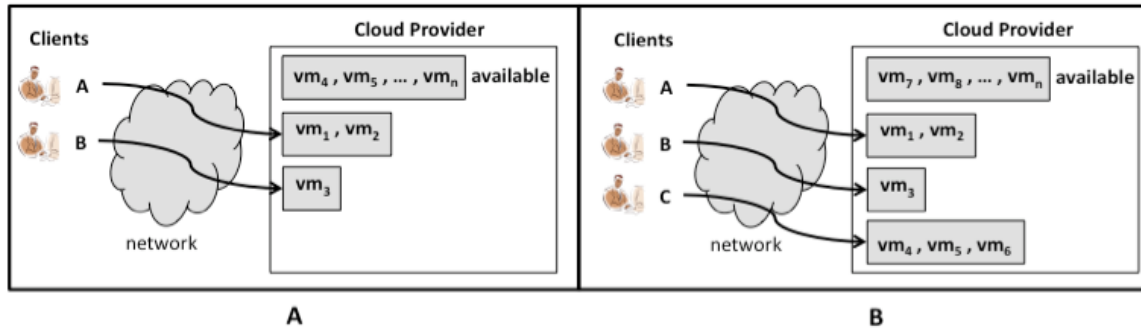 Cloud Provider
Clients
vm₄ , vm₅ , ... , vmₙ available
A
vm₁ , vm₂
B
vm₃
network
Cloud Provider
Clients
vm₇ , vm₈ , ... , vmₙ available
A
vm₁ , vm₂
B
vm₃
C
vm₄ , vm₅ , vm₆
network
A
B